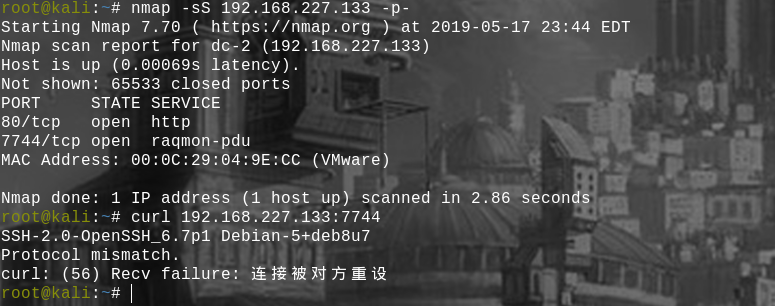 root@kali:~# nmap -sS 192.168.227.133 -p-
Starting Nmap 7.70 ( https://nmap.org ) at 2019-05-17 23:44 EDT
Nmap scan report for dc-2 (192.168.227.133)
Host is up (0.00069s latency).
Not shown: 65533 closed ports
PORT     STATE SERVICE
80/tcp   open  http
7744/tcp open  raqmon-pdu
MAC Address: 00:0C:29:04:9E:CC (VMware)
Nmap done: 1 IP address (1 host up) scanned in 2.86 seconds
root@kali:~# curl 192.168.227.133:7744
SSH-2.0-OpenSSH_6.7p1 Debian-5+deb8u7
Protocol mismatch.
curl: (56) Recv failure: 连接被对方重设
root@kali:~#